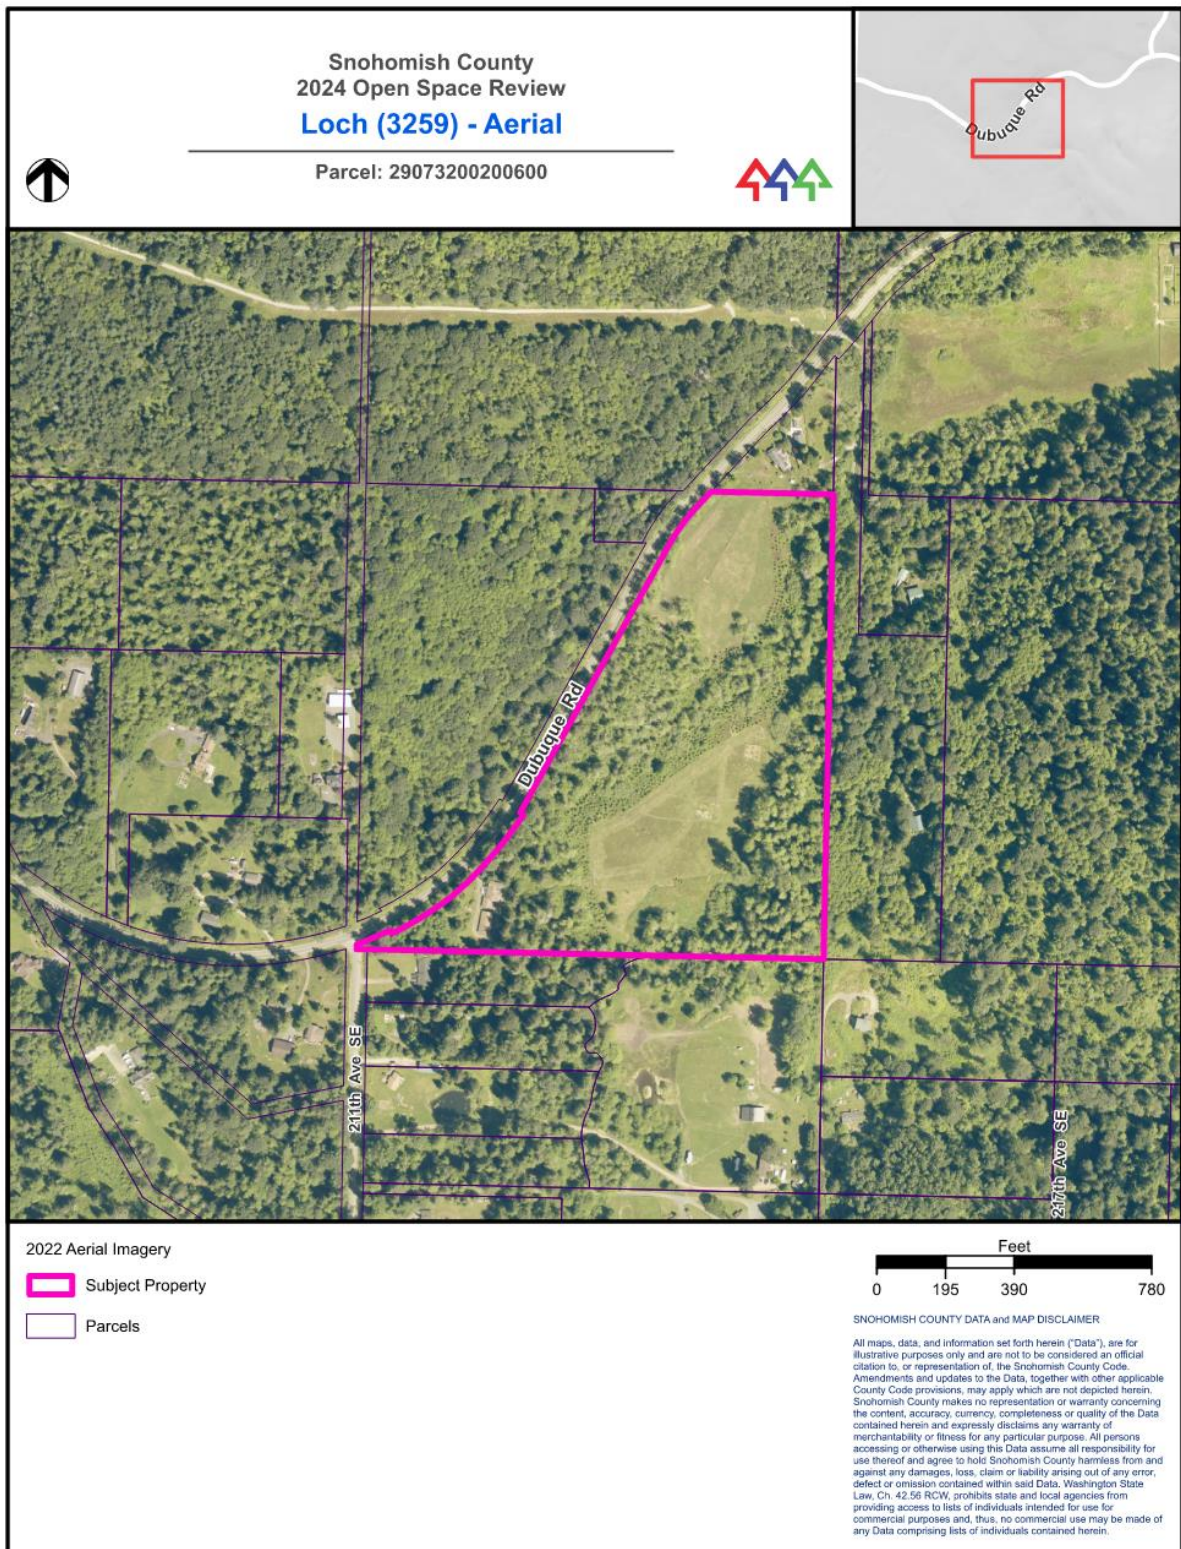 Snohomish County
2024 Open Space Review
Loch (3259) - Aerial
Parcel: 29073200200600
Dubuque Rd
Dubuque Rd
211th Ave SE
217th Ave SE
2022 Aerial Imagery
Subject Property
Parcels
Feet
0 195 390 780
SNOHOMISH COUNTY DATA and MAP DISCLAIMER
All maps, data, and information set forth herein ("Data"), are for
illustrative purposes only and are not to be considered an official
citation to, or representation of, the Snohomish County Code.
Amendments and updates to the Data, together with other applicable
County Code provisions, may apply which are not depicted herein.
Snohomish County makes no representation or warranty concerning
the content, accuracy, currency, completeness or quality of the Data
contained herein and expressly disclaims any warranty of
merchantability or fitness for any particular purpose. All persons
accessing or otherwise using this Data assume all responsibility for
use thereof and agree to hold Snohomish County harmless from and
against any damages, loss, claim or liability arising out of any error,
defect or omission contained within said Data. Washington State
Law, Ch. 42.56 RCW, prohibits state and local agencies from
providing access to lists of individuals intended for use for
commercial purposes and, thus, no commercial use may be made of
any Data comprising lists of individuals contained herein.